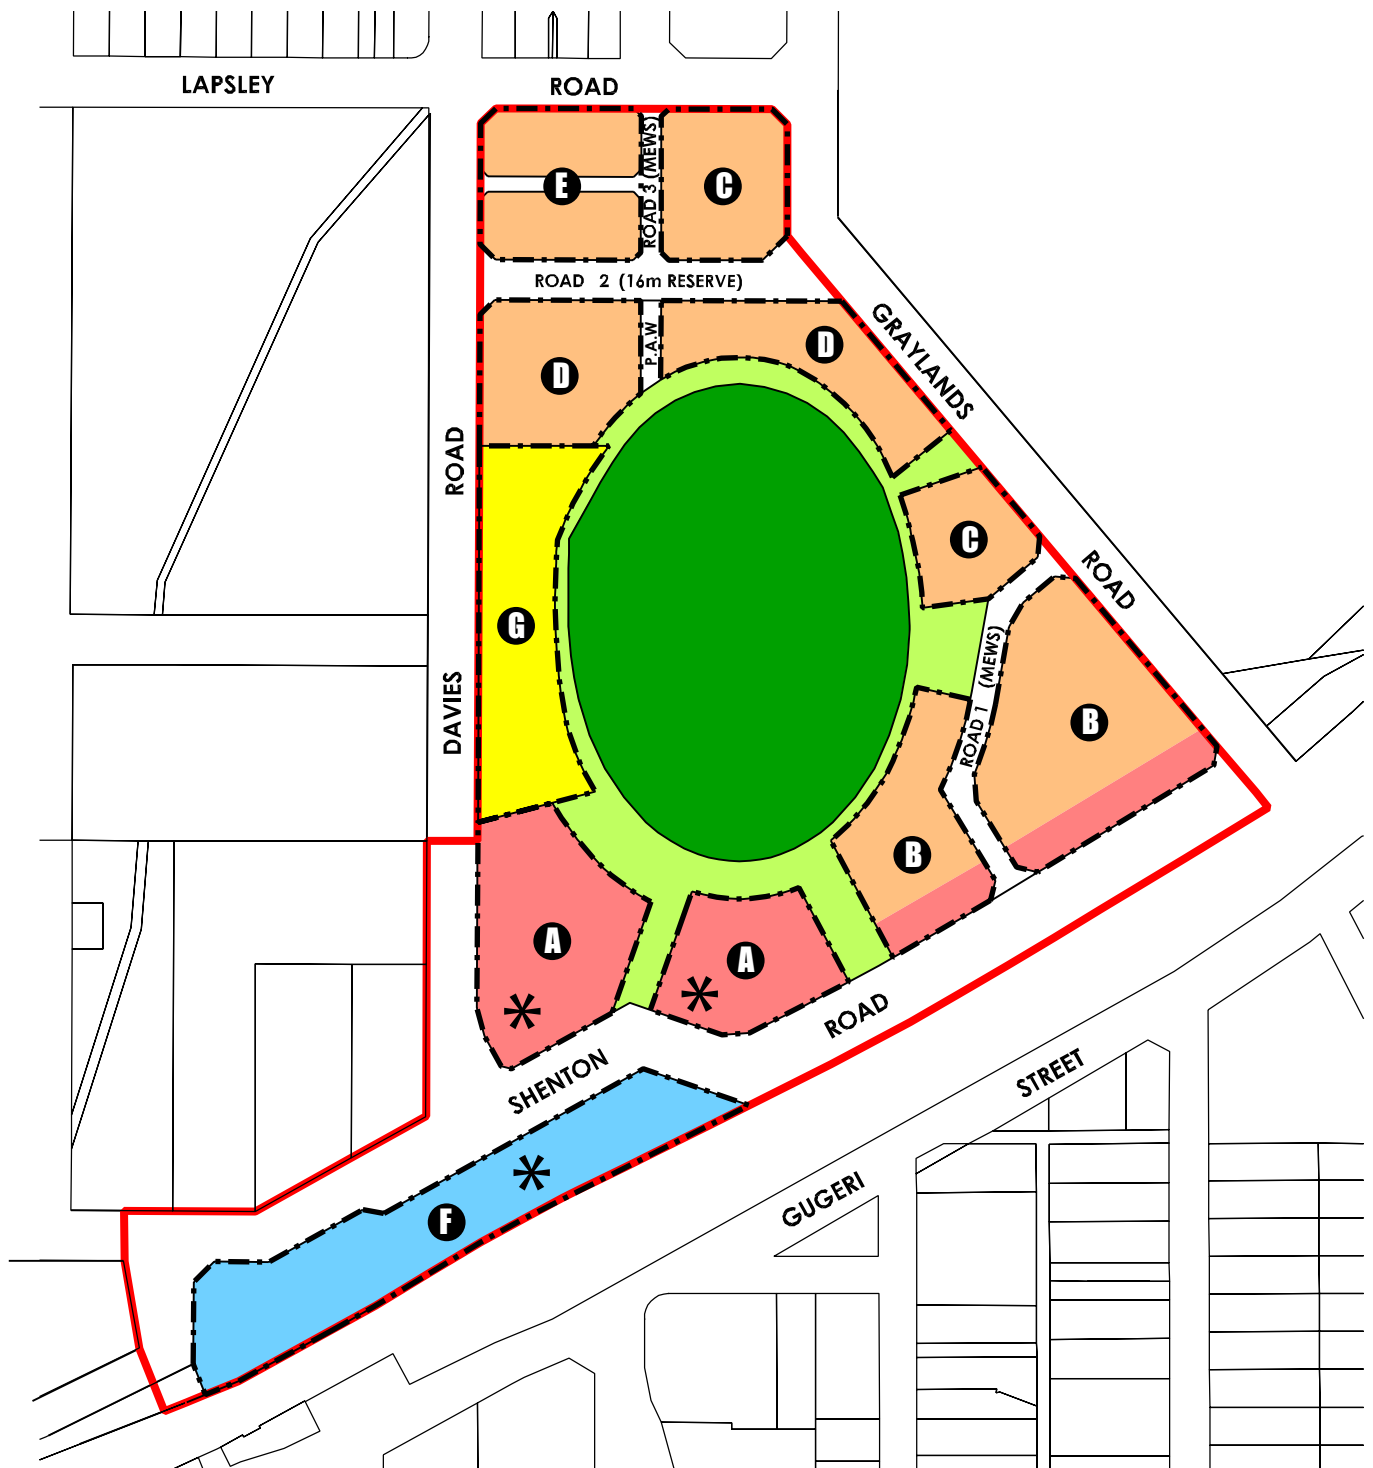 LAPSLEY ROAD
ROAD 3 (MEWS)
E
C
ROAD 2 (16m RESERVE)
P.A.W
GRAYLANDS ROAD
D
D
DAVIES ROAD
C
G
ROAD 1 (MEWS)
B
B
A
*
A
*
SHENTON ROAD
GUGERI STREET
*
F